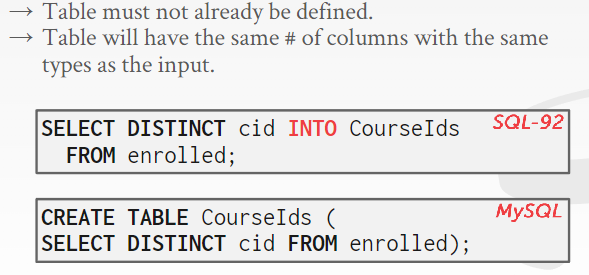 → Table must not already be defined.
→ Table will have the same # of columns with the same
types as the input.
SELECT DISTINCT cid INTO CourseIds SQL-92
FROM enrolled;
CREATE TABLE CourseIds ( MySQL
SELECT DISTINCT cid FROM enrolled);